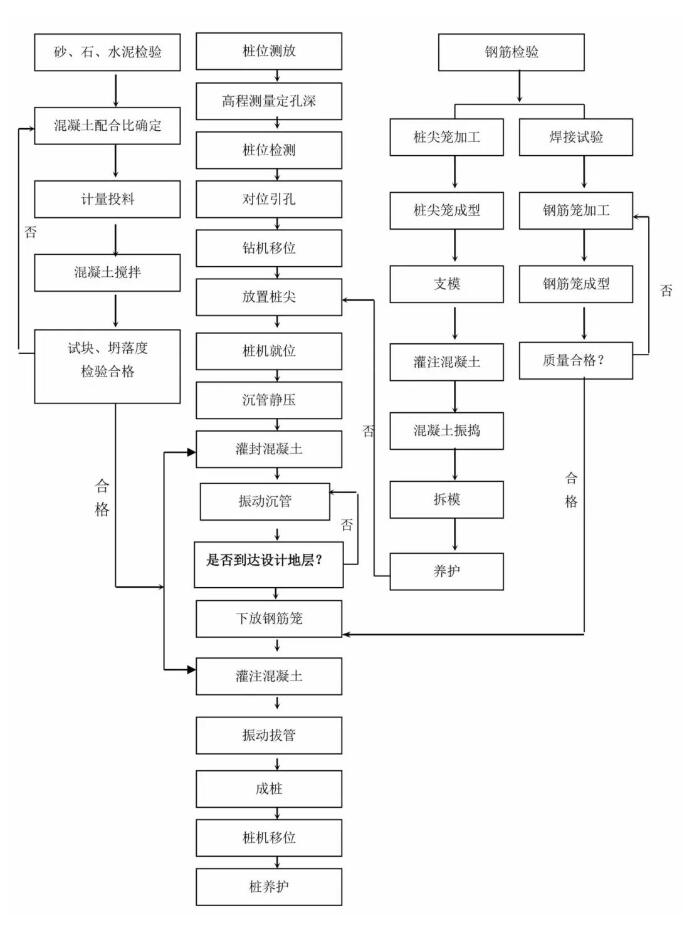 砂、石、水泥检验
混凝土配合比确定
计量投料
否
混凝土搅拌
试块、坍落度
检验合格
合
格
桩位测放
高程测量定孔深
桩位检测
对位引孔
钻机移位
放置桩尖
桩机就位
沉管静压
灌封混凝土
振动沉管
否
是否到达设计地层？
下放钢筋笼
灌注混凝土
振动拔管
成桩
桩机移位
桩养护
钢筋检验
桩尖笼加工
桩尖笼成型
支模
灌注混凝土
否
混凝土振捣
拆模
养护
焊接试验
钢筋笼加工
钢筋笼成型
否
质量合格？
合
格